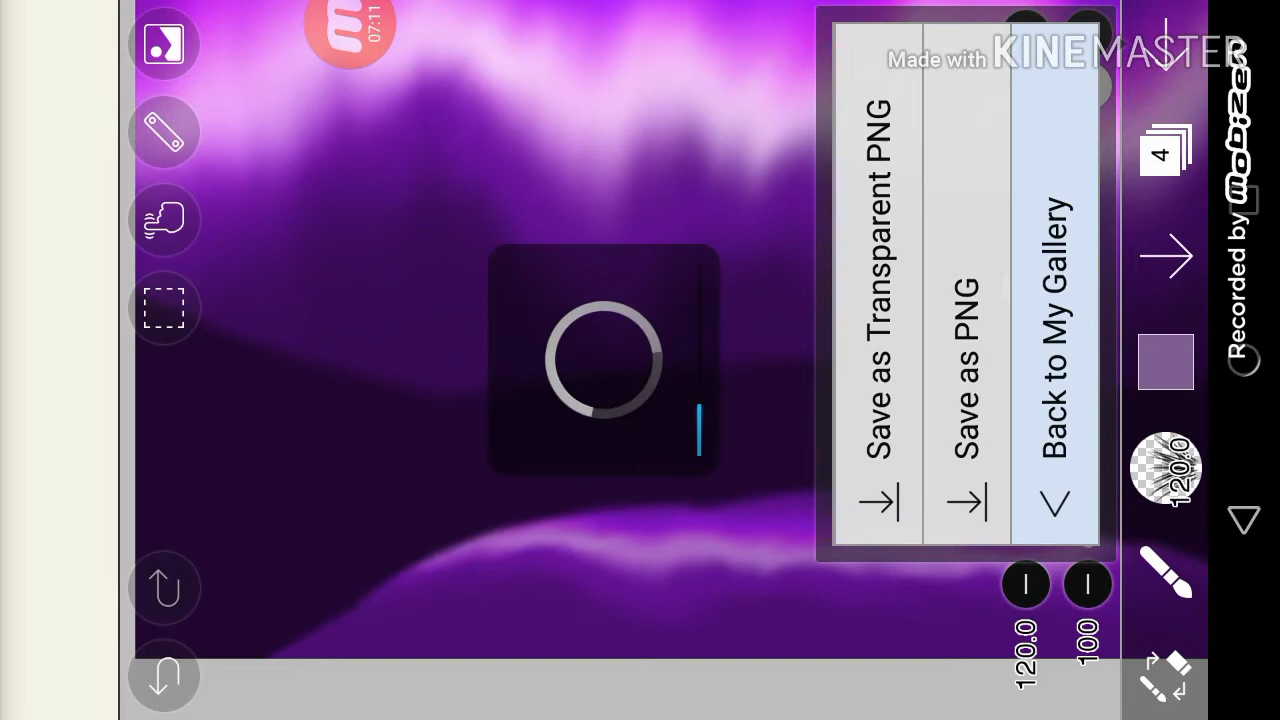 Made with KINEMASTER
Recorded by mobizen
07:11
Save as Transparent PNG
Save as PNG
Back to My Gallery
4
120.0
120.0
100